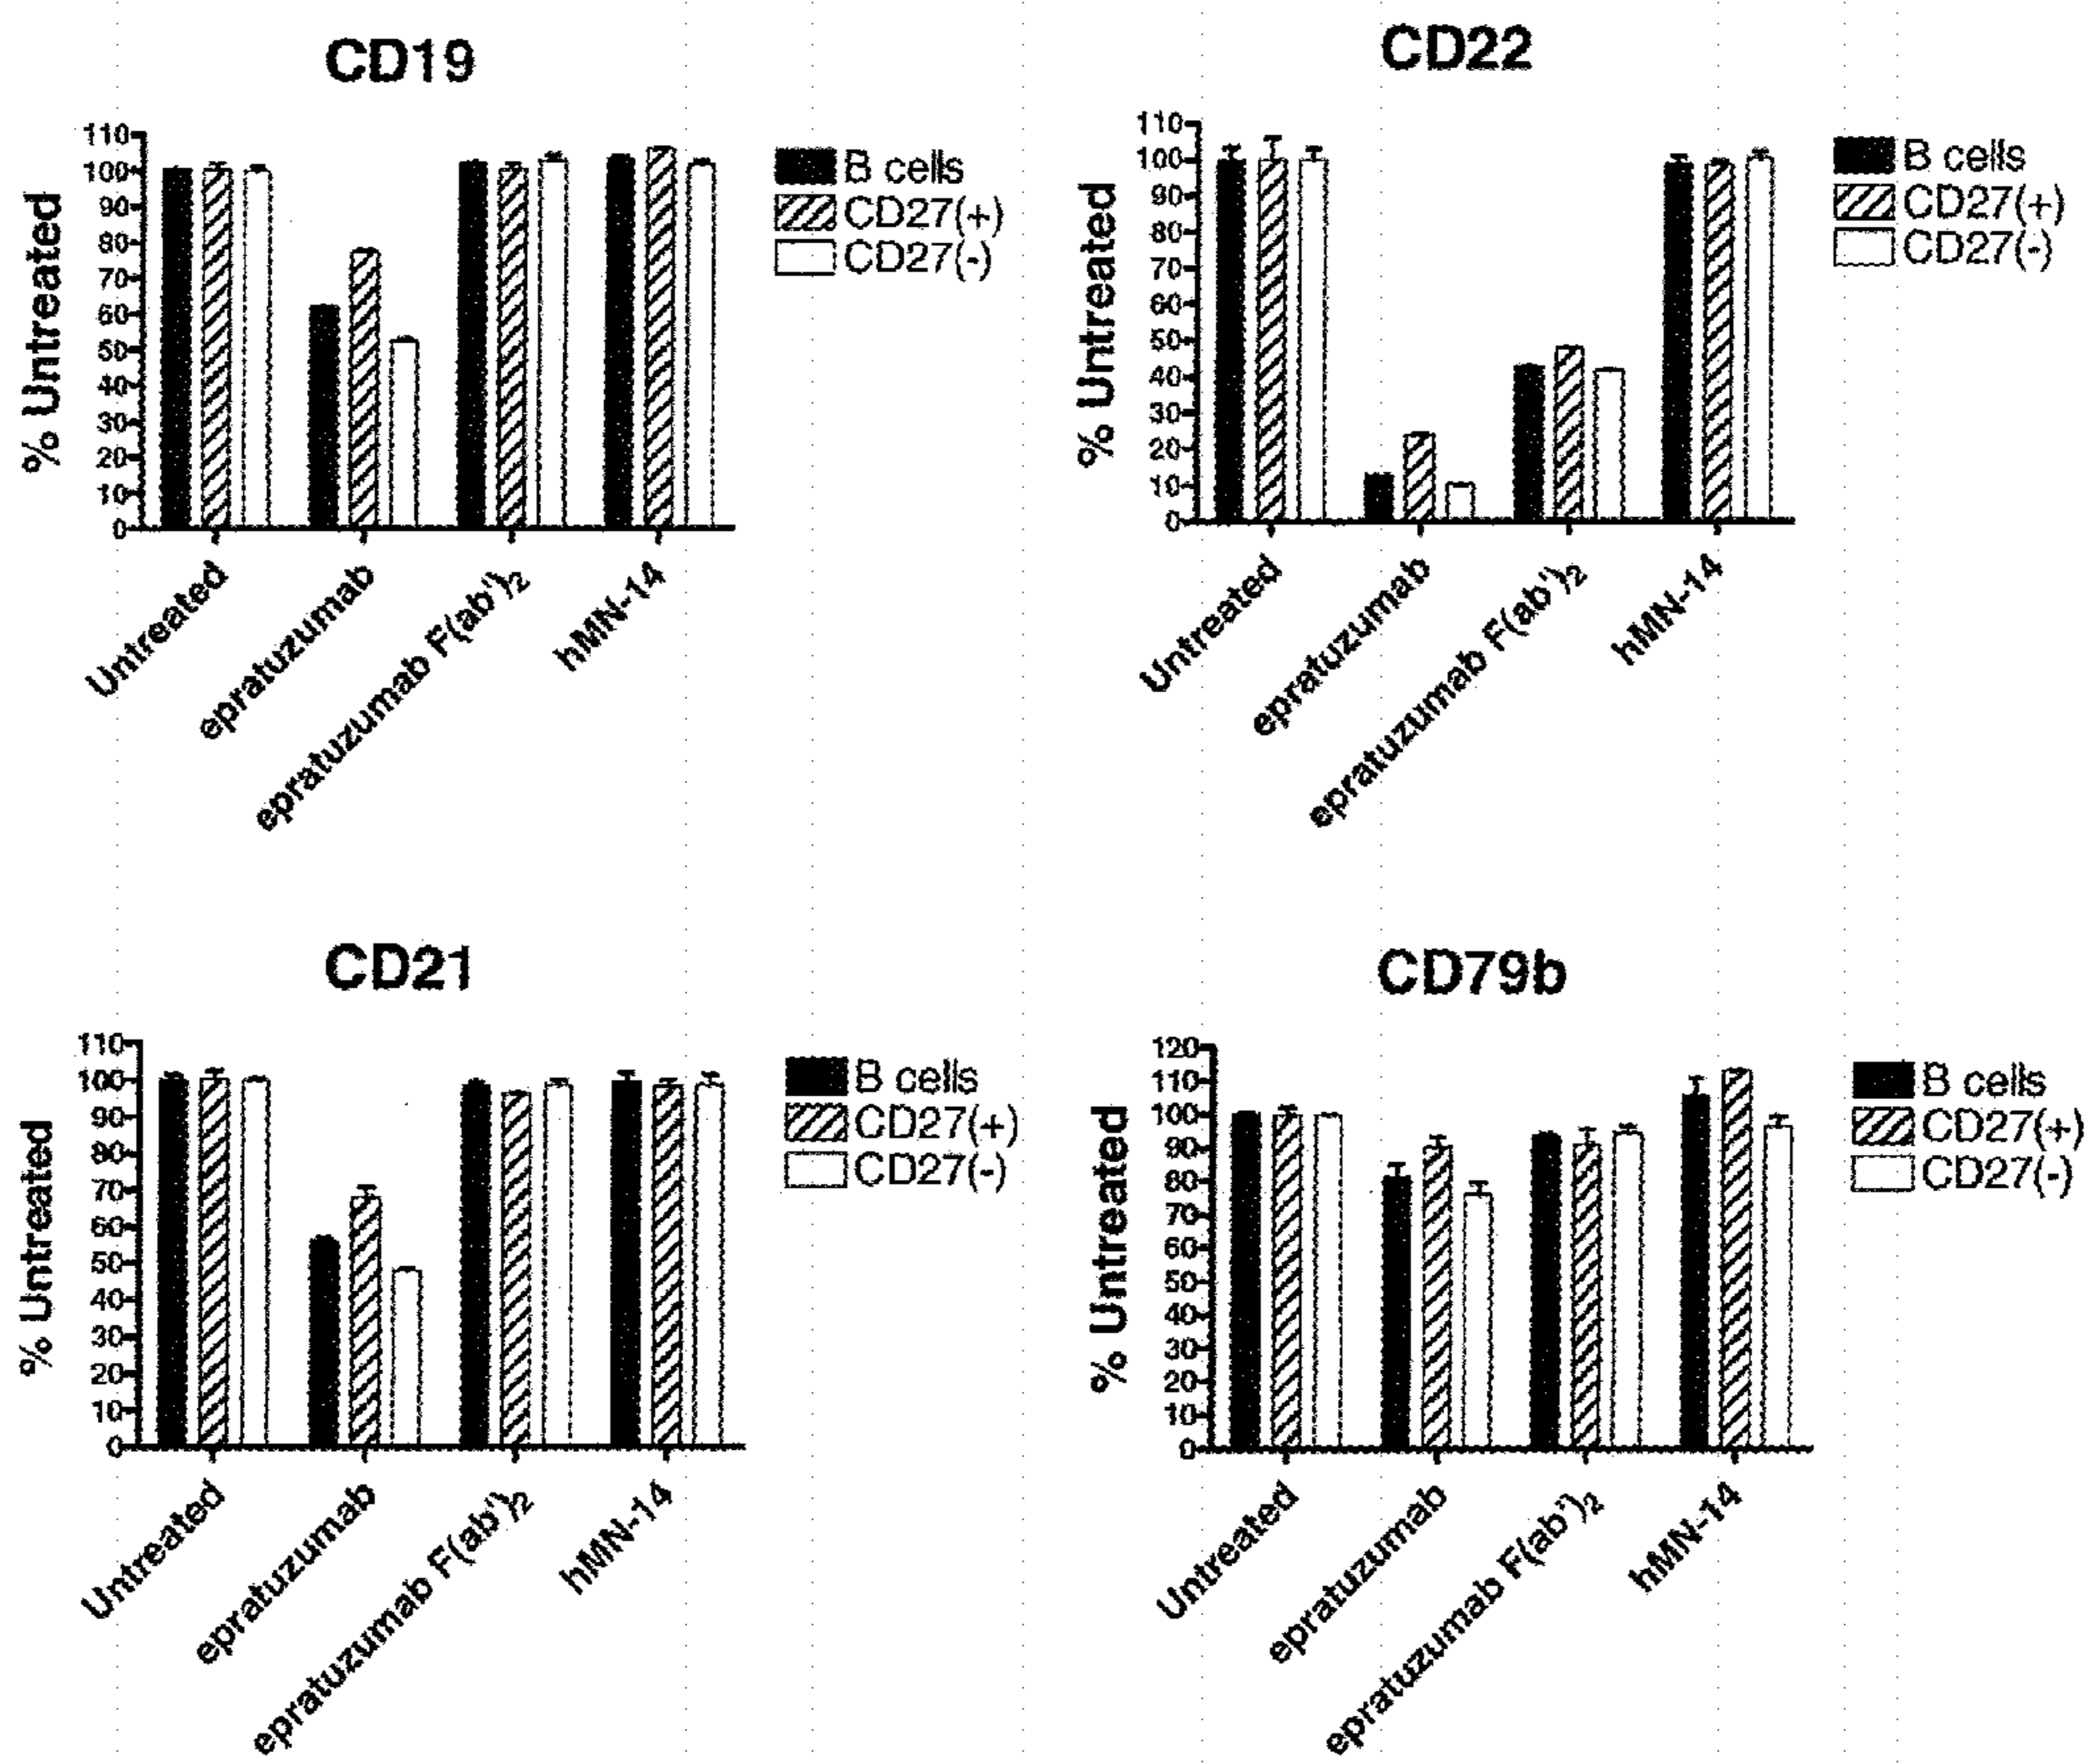 CD19
% Untreated
110
100
90
80
70
60
50
40
30
20
10
0
B cells
CD27(+)
CD27(-)
Untreated
epratuzumab
epratuzumab F(ab')2
hMN-14
CD22
% Untreated
110
100
90
80
70
60
50
40
30
20
10
0
B cells
CD27(+)
CD27(-)
Untreated
epratuzumab
epratuzumab F(ab')2
hMN-14
CD21
% Untreated
110
100
90
80
70
60
50
40
30
20
10
0
B cells
CD27(+)
CD27(-)
Untreated
epratuzumab
epratuzumab F(ab')2
hMN-14
CD79b
% Untreated
120
110
100
90
80
70
60
50
40
30
20
10
0
B cells
CD27(+)
CD27(-)
Untreated
epratuzumab
epratuzumab F(ab')2
hMN-14